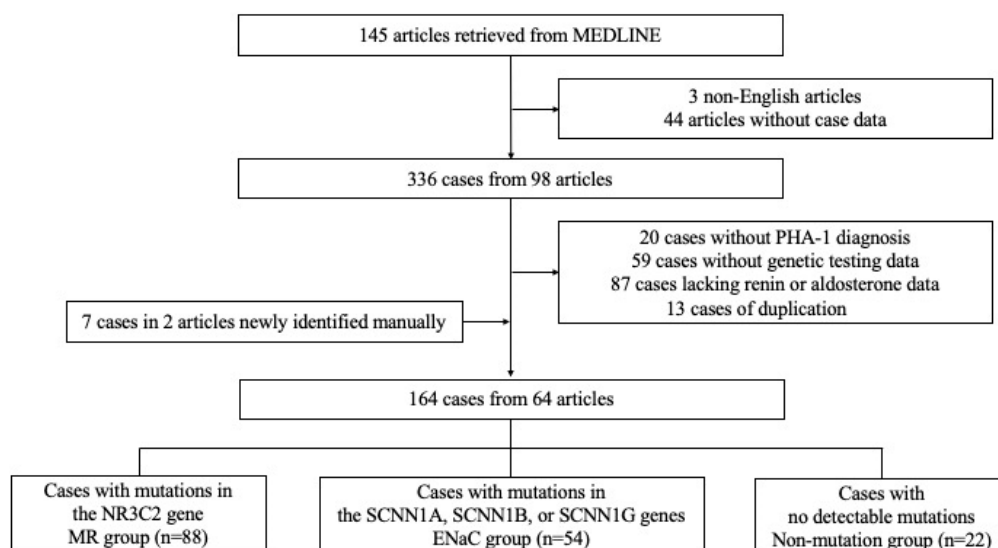 145 articles retrieved from MEDLINE
3 non-English articles
44 articles without case data
336 cases from 98 articles
20 cases without PHA-1 diagnosis
59 cases without genetic testing data
87 cases lacking renin or aldosterone data
13 cases of duplication
7 cases in 2 articles newly identified manually
164 cases from 64 articles
Cases with mutations in
the NR3C2 gene
MR group (n=88)
Cases with mutations in
the SCNN1A, SCNN1B, or SCNN1G genes
ENaC group (n=54)
Cases with
no detectable mutations
Non-mutation group (n=22)